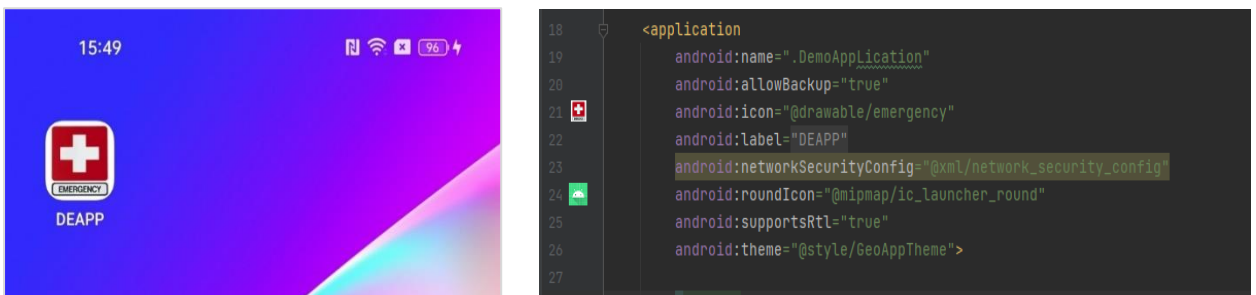 15:49
96
EMERGENCY
DEAPP
18 <application
19 android:name=".DemoAppLication"
20 android:allowBackup="true"
21 android:icon="@drawable/emergency"
22 android:label="DEAPP"
23 android:networkSecurityConfig="@xml/network_security_config"
24 android:roundIcon="@mipmap/ic_launcher_round"
25 android:supportsRtl="true"
26 android:theme="@style/GeoAppTheme">
27